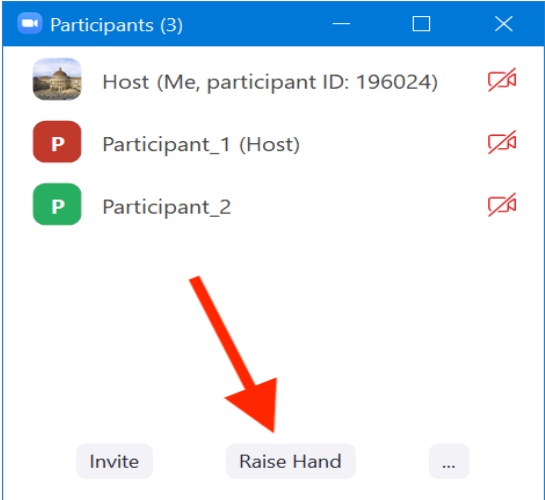 Participants (3)
Host (Me, participant ID: 196024)
P Participant_1 (Host)
P Participant_2
Invite Raise Hand ...